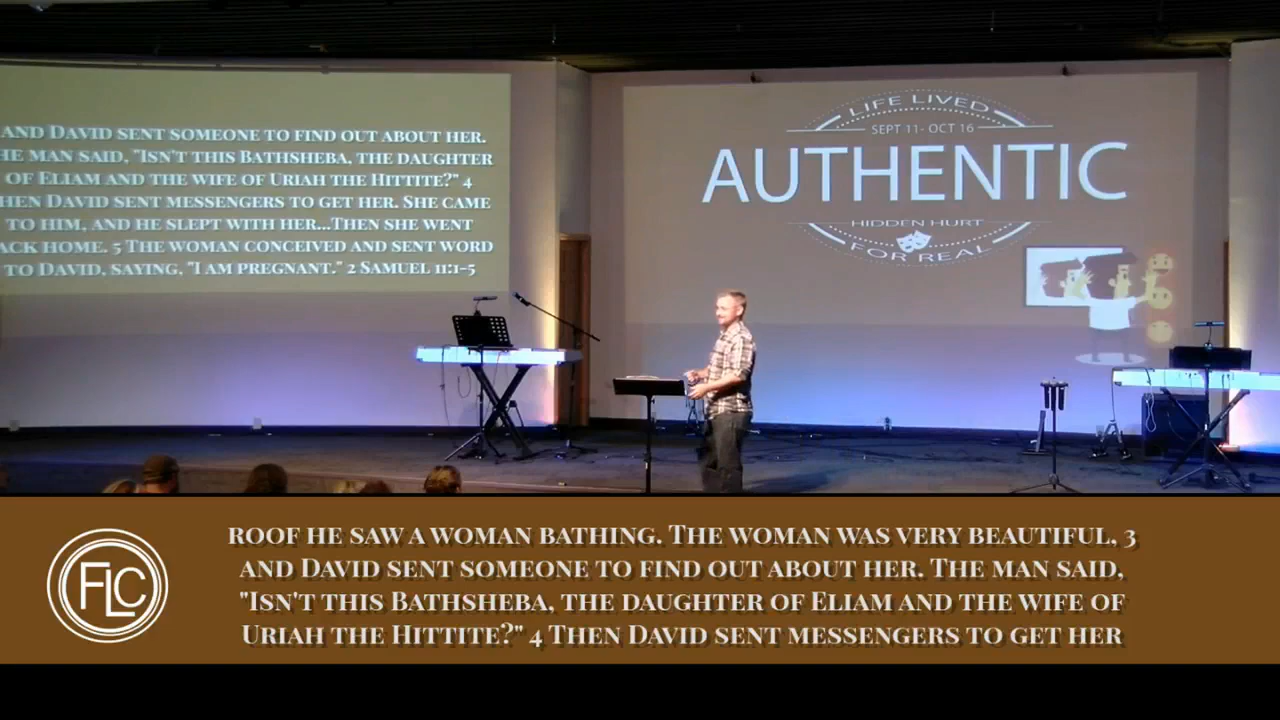 AND DAVID SENT SOMEONE TO FIND OUT ABOUT HER.
HE MAN SAID, "ISN'T THIS BATHSHEBA, THE DAUGHTER
OF ELIAM AND THE WIFE OF URIAH THE HITTITE?" 4
HEN DAVID SENT MESSENGERS TO GET HER. SHE CAME
TO HIM, AND HE SLEPT WITH HER...THEN SHE WENT
ACK HOME. 5 THE WOMAN CONCEIVED AND SENT WORD
TO DAVID, SAYING, "I AM PREGNANT." 2 SAMUEL 11:1-5
LIFE LIVED
SEPT 11- OCT 16
AUTHENTIC
HIDDEN HURT
FOR REAL
FLC
ROOF HE SAW A WOMAN BATHING. THE WOMAN WAS VERY BEAUTIFUL, 3
AND DAVID SENT SOMEONE TO FIND OUT ABOUT HER. THE MAN SAID,
"ISN'T THIS BATHSHEBA, THE DAUGHTER OF ELIAM AND THE WIFE OF
URIAH THE HITTITE?" 4 THEN DAVID SENT MESSENGERS TO GET HER